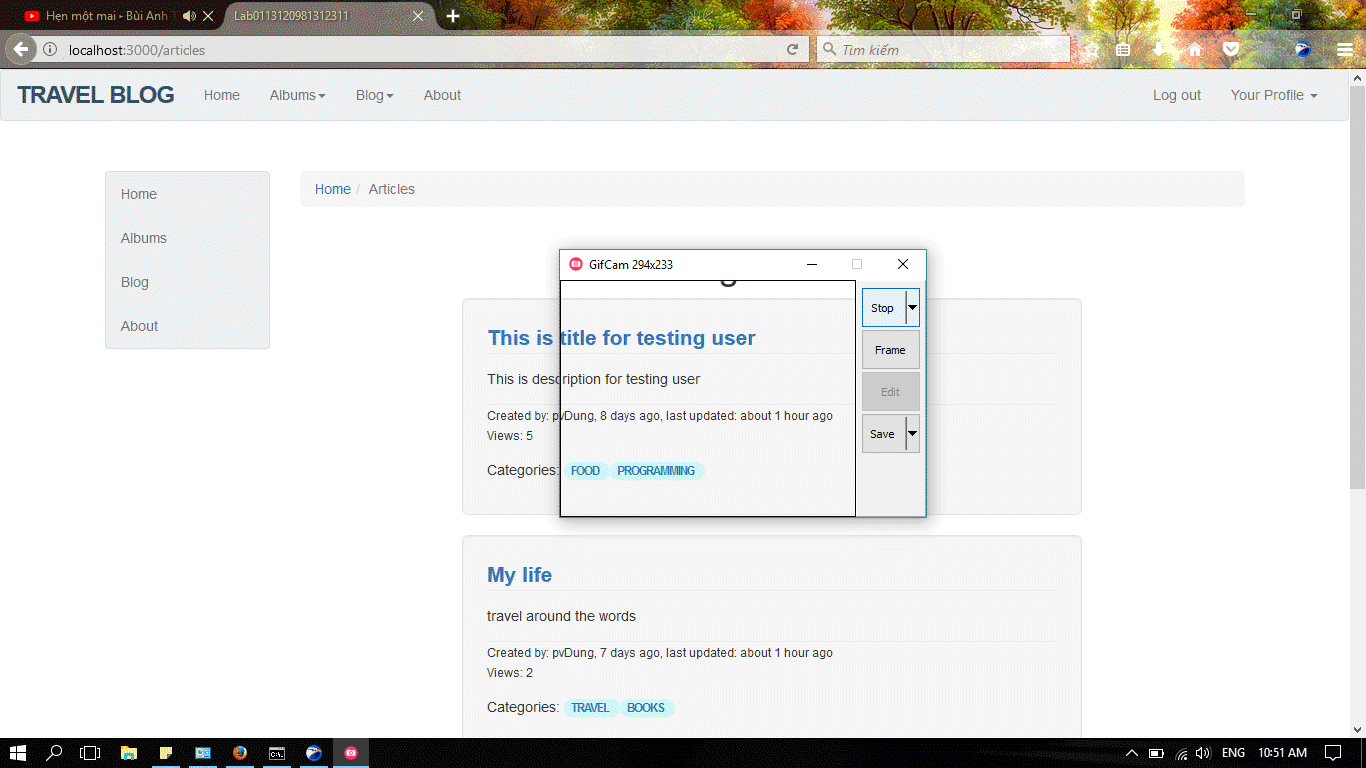 Hẹn một mai - Bùi Anh T
Lab0113120981312311
localhost:3000/articles
Tìm kiếm
TRAVEL BLOG
Home
Albums
Blog
About
Log out
Your Profile
Home
Albums
Blog
About
Home / Articles
GifCam 294x233
Stop
Frame
Edit
Save
This is title for testing user
This is description for testing user
Created by: pvDung, 8 days ago, last updated: about 1 hour ago
Views: 5
Categories: FOOD PROGRAMMING
My life
travel around the words
Created by: pvDung, 7 days ago, last updated: about 1 hour ago
Views: 2
Categories: TRAVEL BOOKS
ENG
10:51 AM